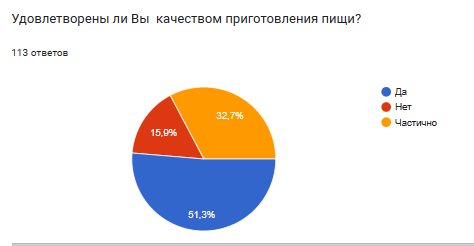 Удовлетворены ли Вы  качеством приготовления пищи?
113 ответов
Да
Нет
Частично
32,7%
15,9%
51,3%